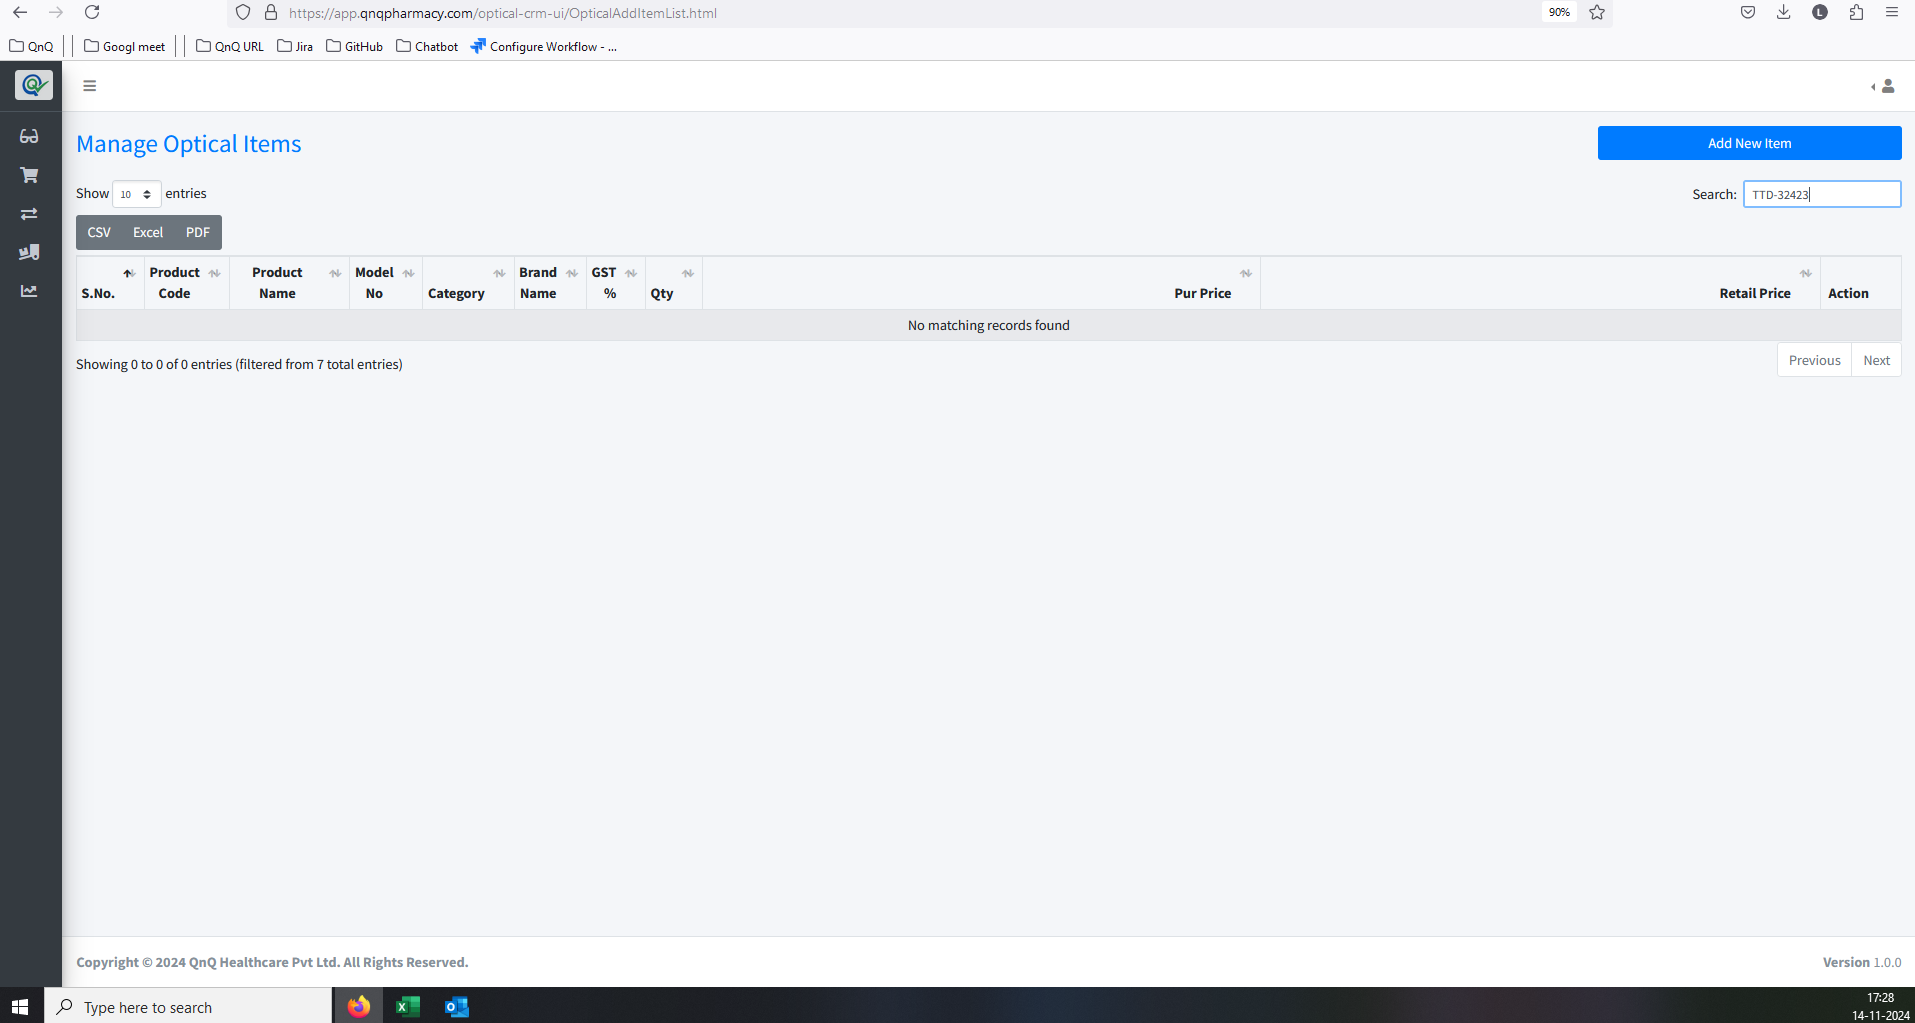 https://app.qnqpharmacy.com/optical-crm-ui/OpticalAddItemList.html 90% L
QnQ Googl meet QnQ URL Jira GitHub Chatbot Configure Workflow - ...
Manage Optical Items
Add New Item
Show 10 entries
Search: TTD-32423
CSV Excel PDF
S.No. Product Code Product Name Model No Category Brand Name GST % Qty Pur Price Retail Price Action
No matching records found
Showing 0 to 0 of 0 entries (filtered from 7 total entries)
Previous Next
Copyright © 2024 QnQ Healthcare Pvt Ltd. All Rights Reserved.
Version 1.0.0
Type here to search
17:28
14-11-2024